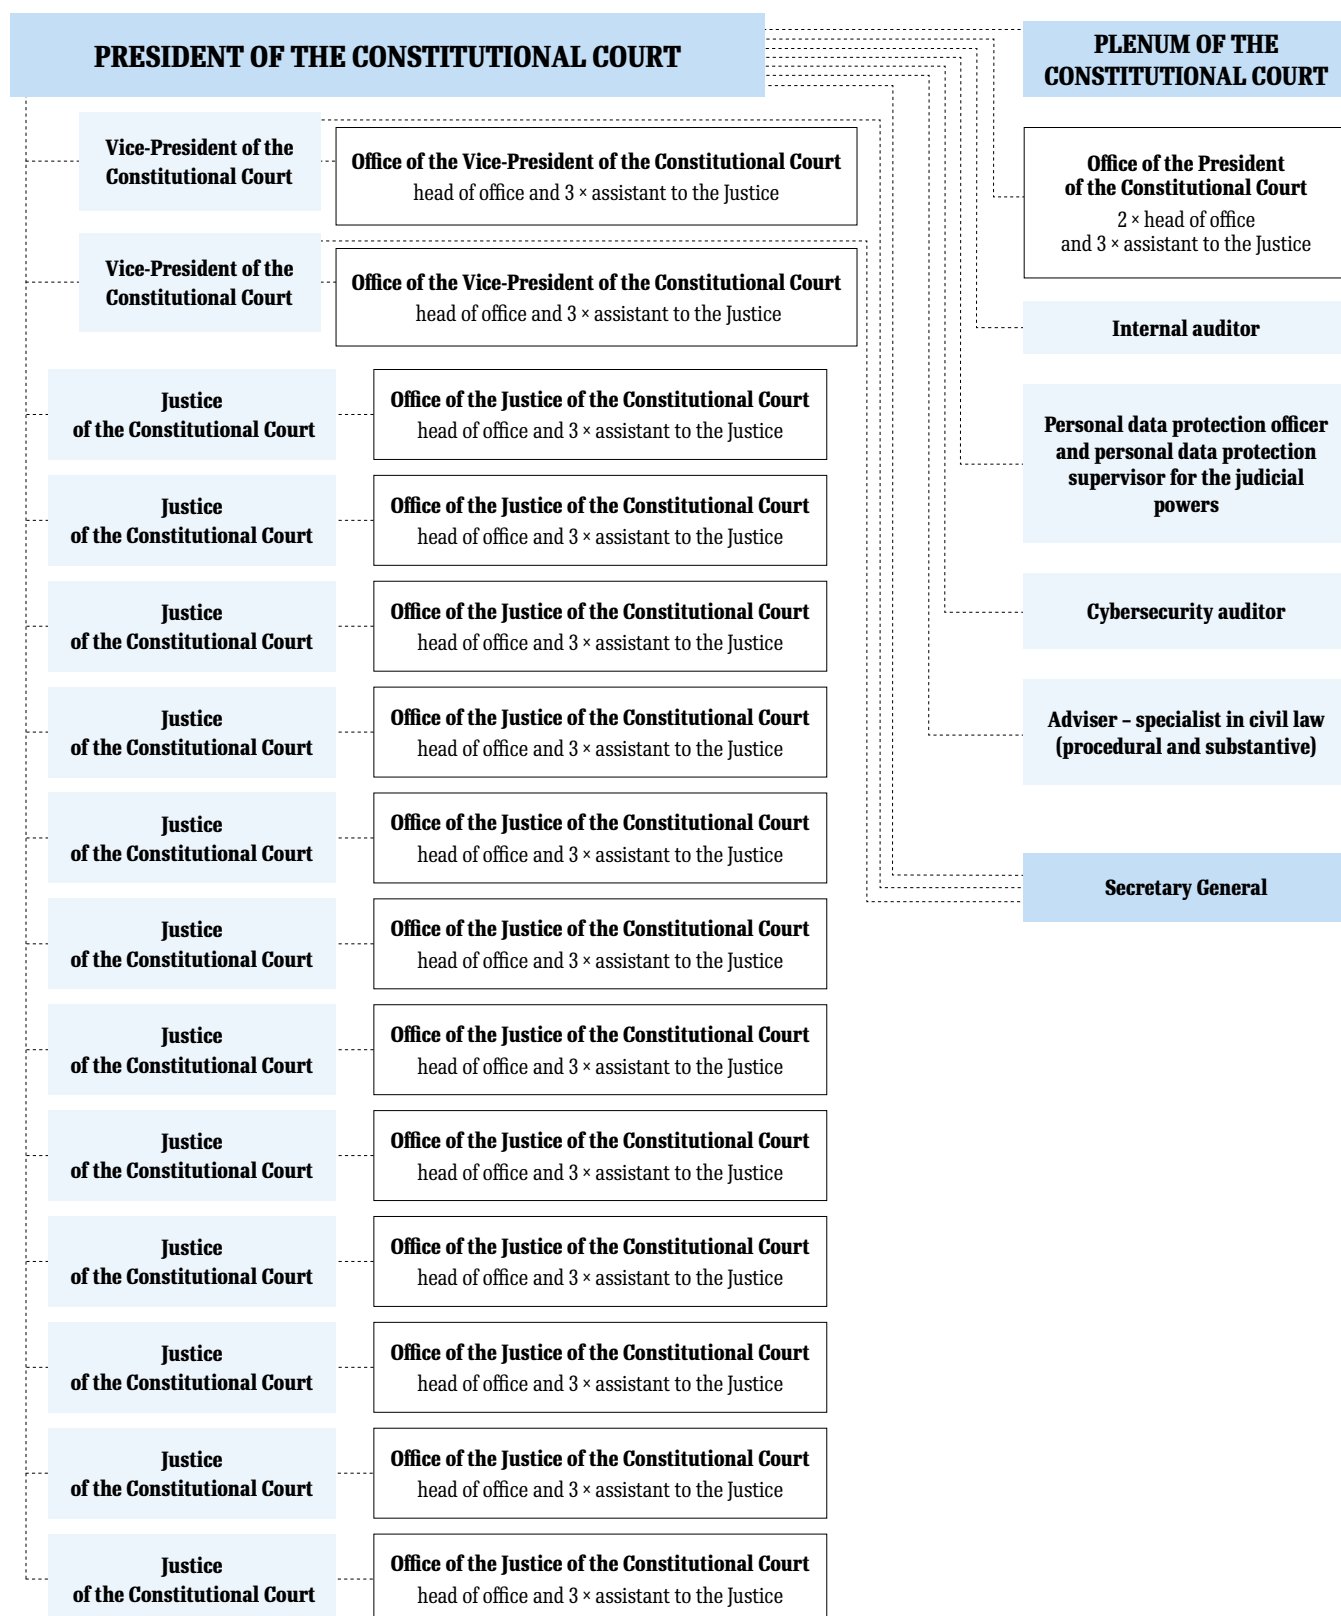 PRESIDENT OF THE CONSTITUTIONAL COURT
PLENUM OF THE
CONSTITUTIONAL COURT
Vice-President of the
Constitutional Court
Office of the Vice-President of the Constitutional Court
head of office and 3 × assistant to the Justice
Vice-President of the
Constitutional Court
Office of the Vice-President of the Constitutional Court
head of office and 3 × assistant to the Justice
Justice
of the Constitutional Court
Office of the Justice of the Constitutional Court
head of office and 3 × assistant to the Justice
Justice
of the Constitutional Court
Office of the Justice of the Constitutional Court
head of office and 3 × assistant to the Justice
Justice
of the Constitutional Court
Office of the Justice of the Constitutional Court
head of office and 3 × assistant to the Justice
Justice
of the Constitutional Court
Office of the Justice of the Constitutional Court
head of office and 3 × assistant to the Justice
Justice
of the Constitutional Court
Office of the Justice of the Constitutional Court
head of office and 3 × assistant to the Justice
Justice
of the Constitutional Court
Office of the Justice of the Constitutional Court
head of office and 3 × assistant to the Justice
Justice
of the Constitutional Court
Office of the Justice of the Constitutional Court
head of office and 3 × assistant to the Justice
Justice
of the Constitutional Court
Office of the Justice of the Constitutional Court
head of office and 3 × assistant to the Justice
Justice
of the Constitutional Court
Office of the Justice of the Constitutional Court
head of office and 3 × assistant to the Justice
Justice
of the Constitutional Court
Office of the Justice of the Constitutional Court
head of office and 3 × assistant to the Justice
Justice
of the Constitutional Court
Office of the Justice of the Constitutional Court
head of office and 3 × assistant to the Justice
Justice
of the Constitutional Court
Office of the Justice of the Constitutional Court
head of office and 3 × assistant to the Justice
Office of the President
of the Constitutional Court
2 × head of office
and 3 × assistant to the Justice
Internal auditor
Personal data protection officer
and personal data protection
supervisor for the judicial
powers
Cybersecurity auditor
Adviser – specialist in civil law
(procedural and substantive)
Secretary General